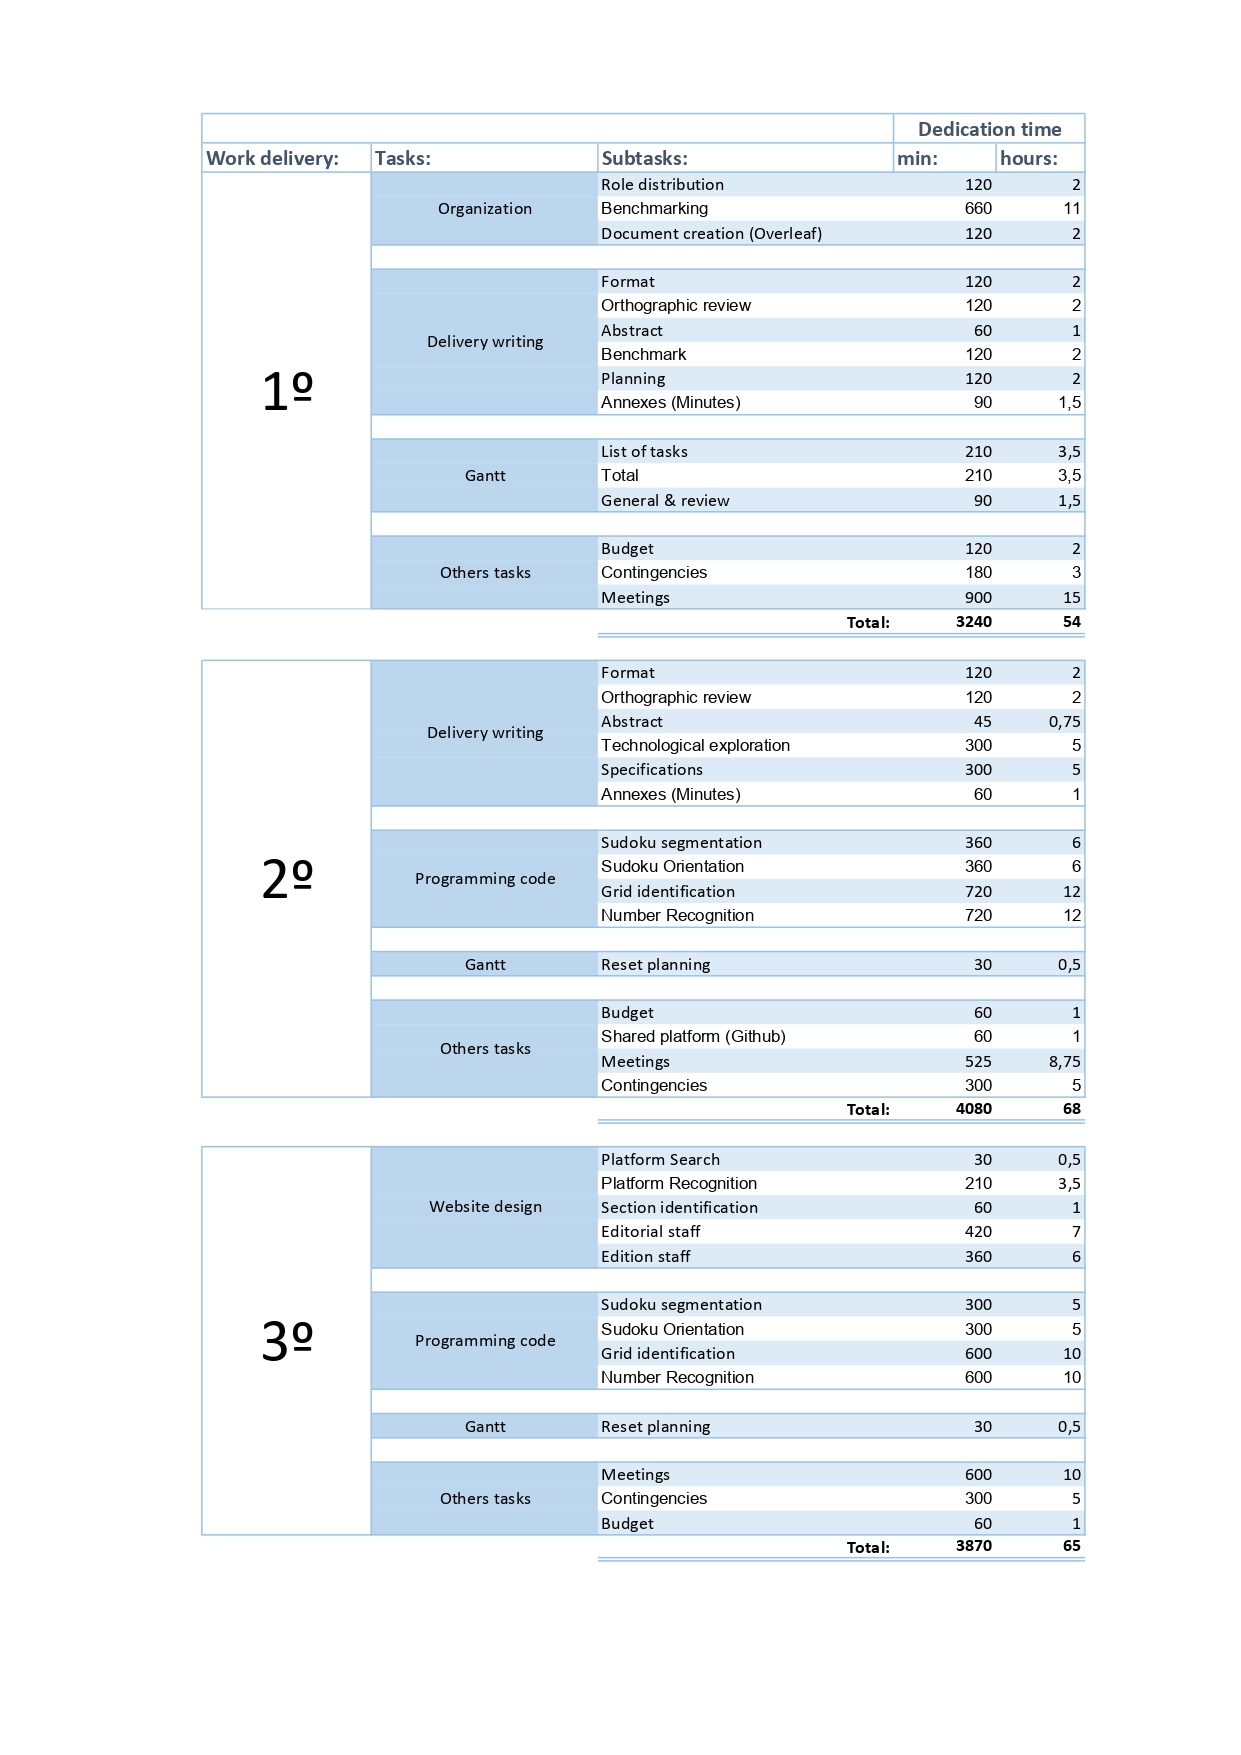 Dedication time
Work delivery: Tasks: Subtasks: min: hours:
1º
Organization
Role distribution 120 2
Benchmarking 660 11
Document creation (Overleaf) 120 2
Delivery writing
Format 120 2
Orthographic review 120 2
Abstract 60 1
Benchmark 120 2
Planning 120 2
Annexes (Minutes) 90 1,5
Gantt
List of tasks 210 3,5
Total 210 3,5
General & review 90 1,5
Others tasks
Budget 120 2
Contingencies 180 3
Meetings 900 15
Total: 3240 54
2º
Delivery writing
Format 120 2
Orthographic review 120 2
Abstract 45 0,75
Technological exploration 300 5
Specifications 300 5
Annexes (Minutes) 60 1
Programming code
Sudoku segmentation 360 6
Sudoku Orientation 360 6
Grid identification 720 12
Number Recognition 720 12
Gantt
Reset planning 30 0,5
Others tasks
Budget 60 1
Shared platform (Github) 60 1
Meetings 525 8,75
Contingencies 300 5
Total: 4080 68
3º
Website design
Platform Search 30 0,5
Platform Recognition 210 3,5
Section identification 60 1
Editorial staff 420 7
Edition staff 360 6
Programming code
Sudoku segmentation 300 5
Sudoku Orientation 300 5
Grid identification 600 10
Number Recognition 600 10
Gantt
Reset planning 30 0,5
Others tasks
Meetings 600 10
Contingencies 300 5
Budget 60 1
Total: 3870 65